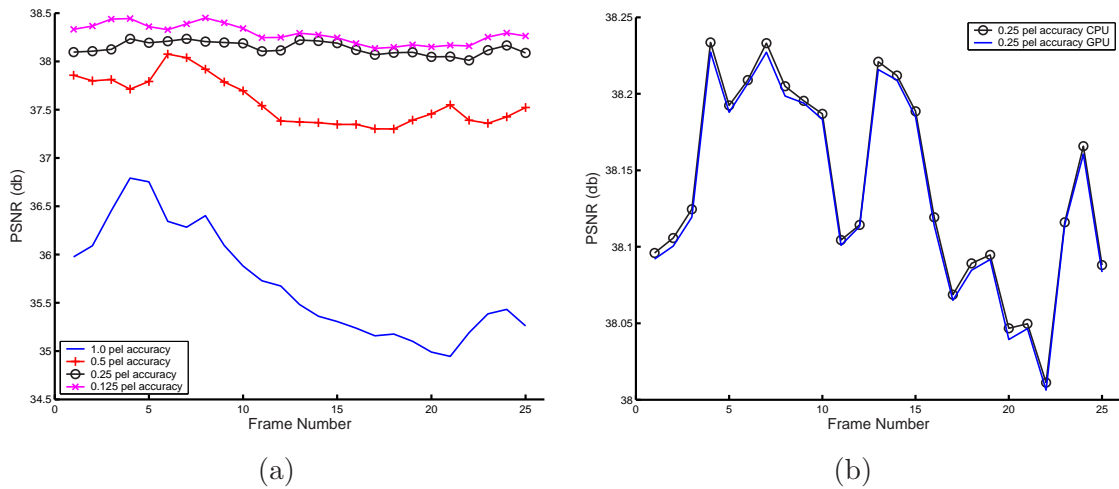 38.5
38
37.5
37
36.5
36
35.5
35
34.5
PSNR (db)
1.0 pel accuracy
0.5 pel accuracy
0.25 pel accuracy
0.125 pel accuracy
0 5 10 15 20 25
Frame Number
(a)
38.25
38.2
38.15
38.1
38.05
38
PSNR (db)
0.25 pel accuracy CPU
0.25 pel accuracy GPU
0 5 10 15 20 25
Frame Number
(b)